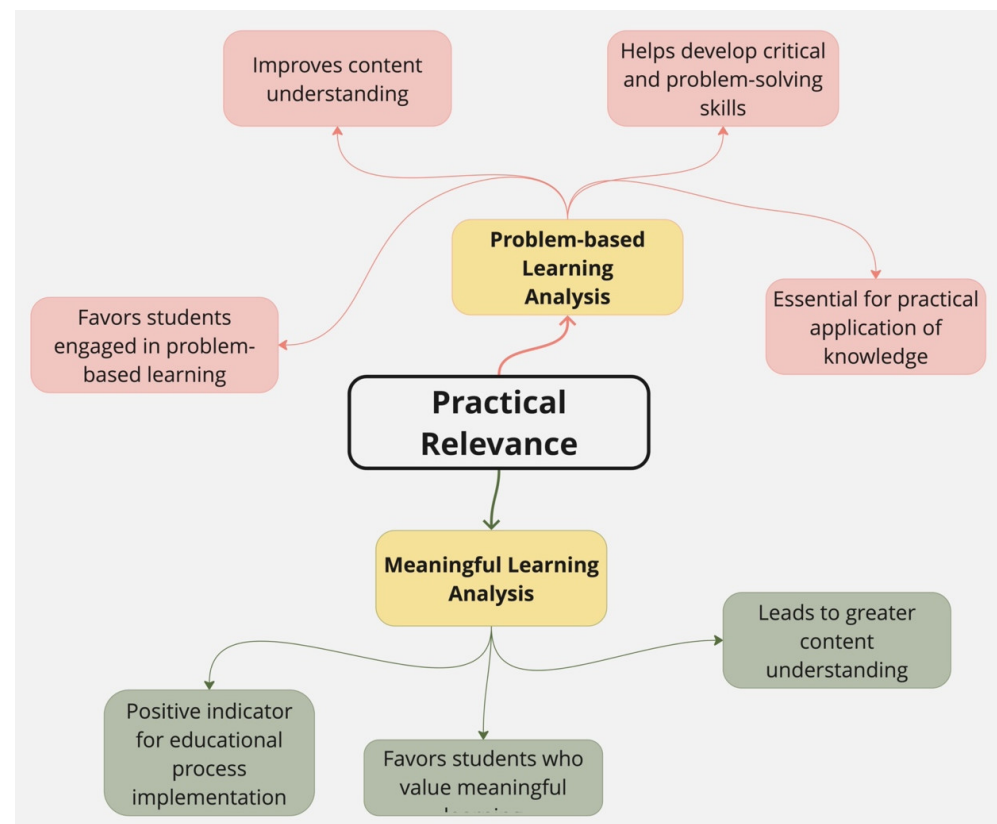 Improves content
understanding
Helps develop critical
and problem-solving
skills
Problem-based
Learning
Analysis
Favors students
engaged in problem-
based learning
Essential for practical
application of
knowledge
Practical
Relevance
Meaningful Learning
Analysis
Leads to greater
content
understanding
Positive indicator
for educational
process
implementation
Favors students who
value meaningful